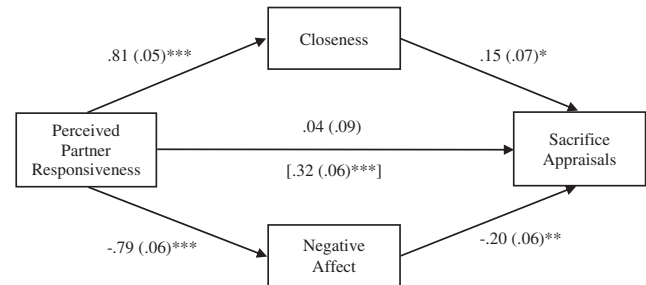 Closeness
.81 (.05)***
.15 (.07)*
Perceived
Partner
Responsiveness
.04 (.09)
[.32 (.06)***]
Sacrifice
Appraisals
-.79 (.06)***
Negative
Affect
-.20 (.06)**